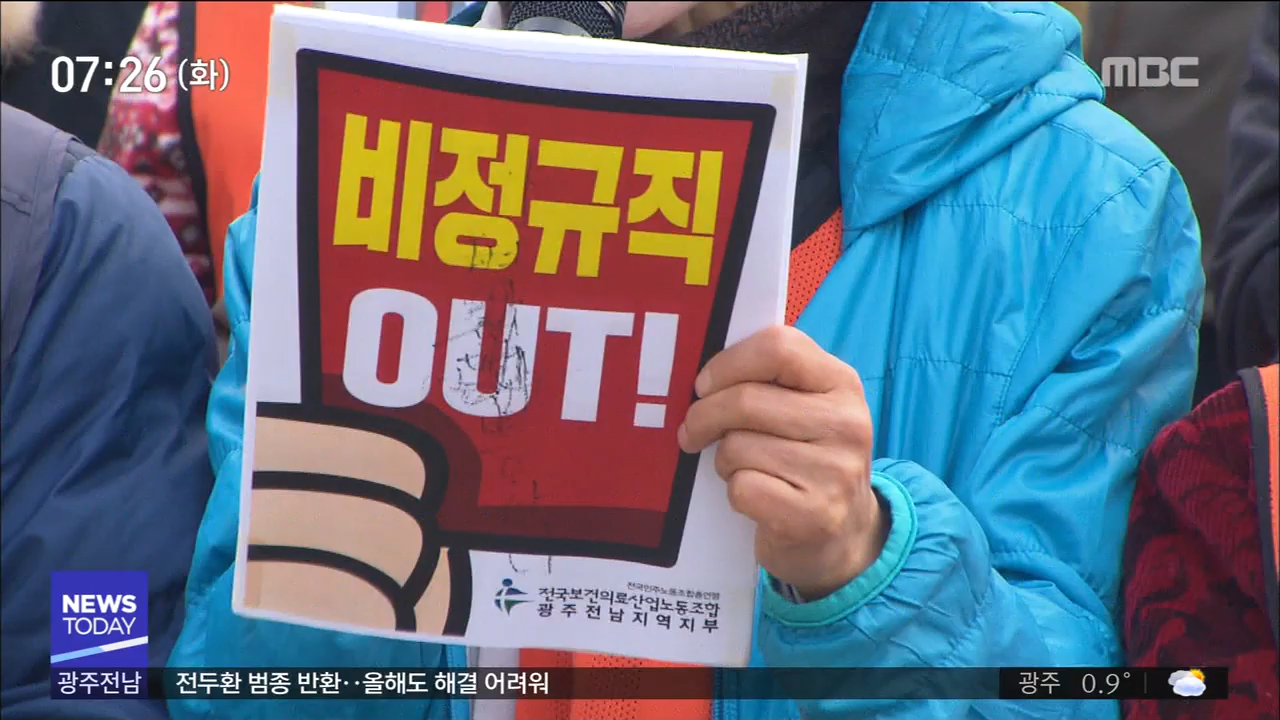 07:26 (화)
MBC
비정규직
OUT!
전국민주노동조합총연맹
전국보건의료산업노동조합
광주전남지역지부
NEWS
TODAY
광주전남
전두환 범종 반환‥올해도 해결 어려워
광주 0.9°